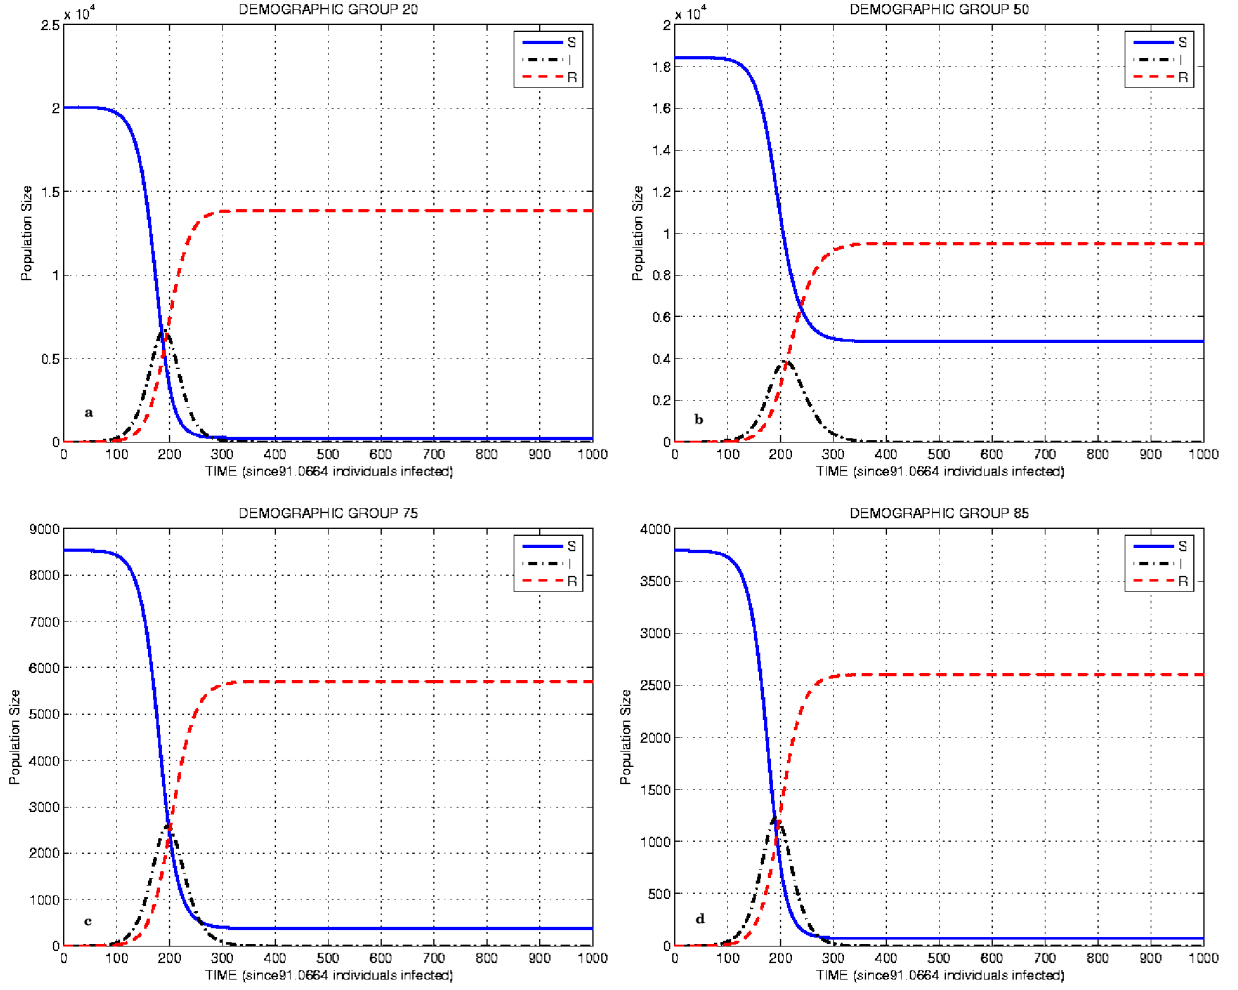 DEMOGRAPHIC GROUP 20
x 10^4
2.5
2
1.5
1
0.5
0
Population Size
S
I
R
a
0 100 200 300 400 500 600 700 800 900 1000
TIME (since91.0664 individuals infected)
DEMOGRAPHIC GROUP 50
x 10^4
2
1.8
1.6
1.4
1.2
1
0.8
0.6
0.4
0.2
0
Population Size
S
I
R
b
0 100 200 300 400 500 600 700 800 900 1000
TIME (since91.0664 individuals infected)
DEMOGRAPHIC GROUP 75
9000
8000
7000
6000
5000
4000
3000
2000
1000
0
Population Size
S
I
R
c
0 100 200 300 400 500 600 700 800 900 1000
TIME (since91.0664 individuals infected)
DEMOGRAPHIC GROUP 85
4000
3500
3000
2500
2000
1500
1000
500
0
Population Size
S
I
R
d
0 100 200 300 400 500 600 700 800 900 1000
TIME (since91.0664 individuals infected)